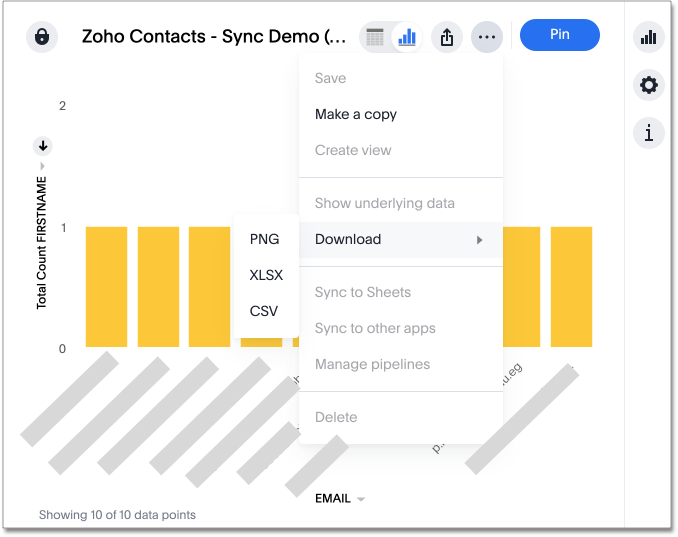 Zoho Contacts - Sync Demo (...
Pin
Save
Make a copy
Create view
Show underlying data
Download
PNG
XLSX
CSV
Sync to Sheets
Sync to other apps
Manage pipelines
Delete
2
1
0
Total Count FIRSTNAME
u.eg
p...
EMAIL
Showing 10 of 10 data points